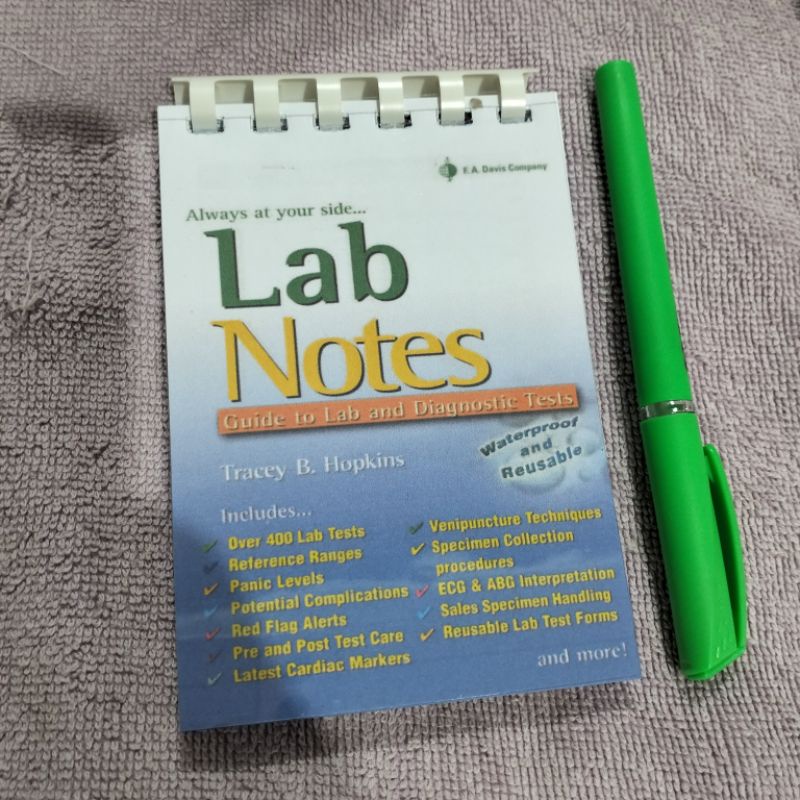 F.A. Davis Company
Always at your side...
Lab
Notes
Guide to Lab and Diagnostic Tests
Waterproof
and
Reusable
Tracey B. Hopkins
Includes...
Over 400 Lab Tests
Reference Ranges
Panic Levels
Potential Complications
Red Flag Alerts
Pre and Post Test Care
Latest Cardiac Markers
Venipuncture Techniques
Specimen Collection
procedures
ECG & ABG Interpretation
Sales Specimen Handling
Reusable Lab Test Forms
and more!